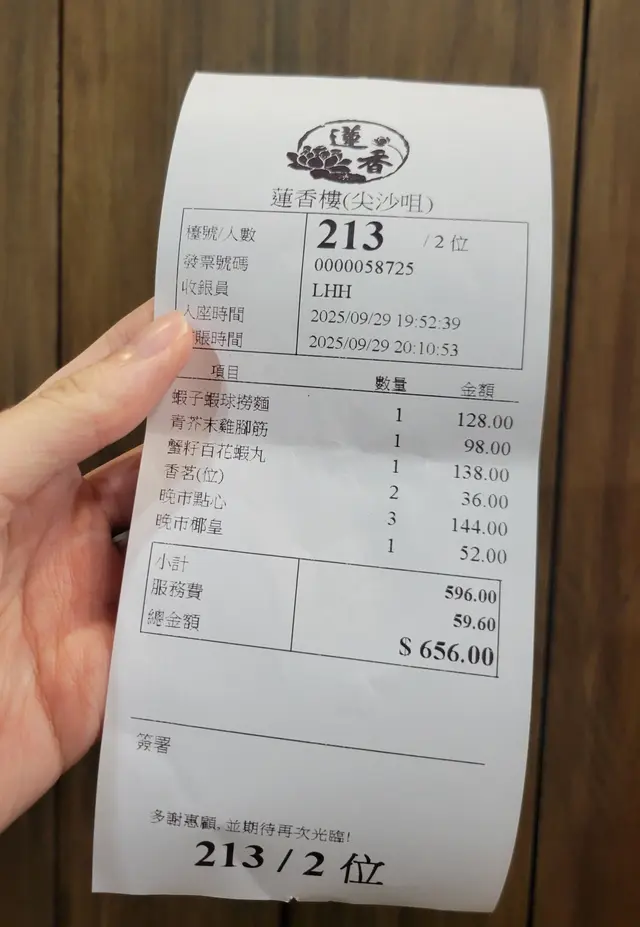 蓮香
蓮香樓(尖沙咀)
檯號/人數 213 /2 位
發票號碼 0000058725
收銀員 LHH
入座時間 2025/09/29 19:52:39
賬時間 2025/09/29 20:10:53
項目 數量 金額
蝦子蝦球撈麵 1 128.00
青芥末雞腳筋 1 98.00
蟹籽百花蝦丸 1 138.00
香茗(位) 2 36.00
晚市點心 3 144.00
晚市椰皇 1 52.00
小計 596.00
服務費 59.60
總金額 $ 656.00
簽署
多謝惠顧, 並期待再次光臨!
213 / 2 位